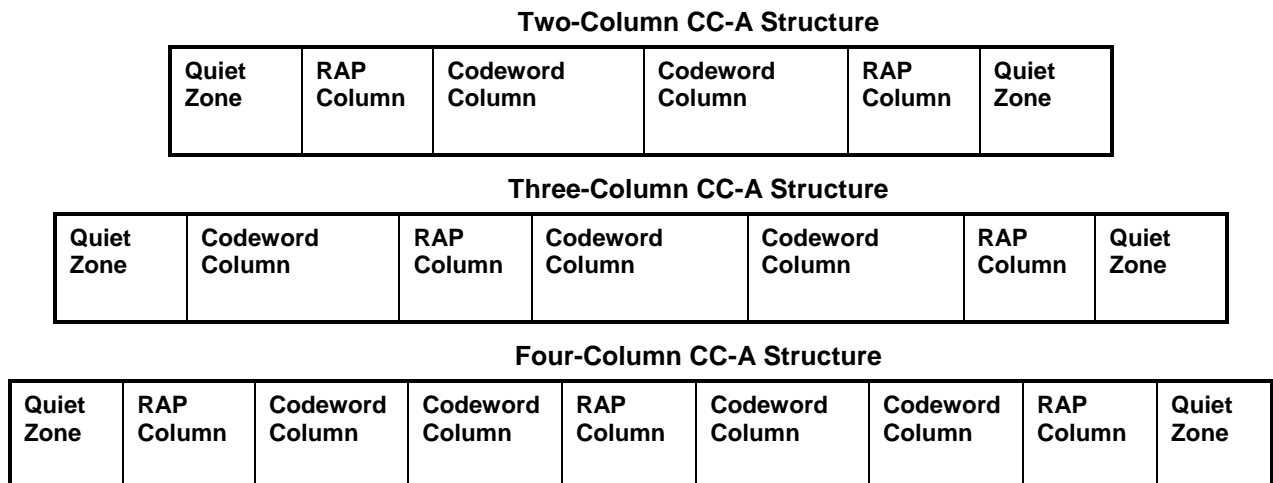 Two-Column CC-A Structure
Quiet RAP Codeword Codeword RAP Quiet
Zone Column Column Column Column Zone
Three-Column CC-A Structure
Quiet Codeword RAP Codeword Codeword RAP Quiet
Zone Column Column Column Column Column Zone
Four-Column CC-A Structure
Quiet RAP Codeword Codeword RAP Codeword Codeword RAP Quiet
Zone Column Column Column Column Column Column Column Zone